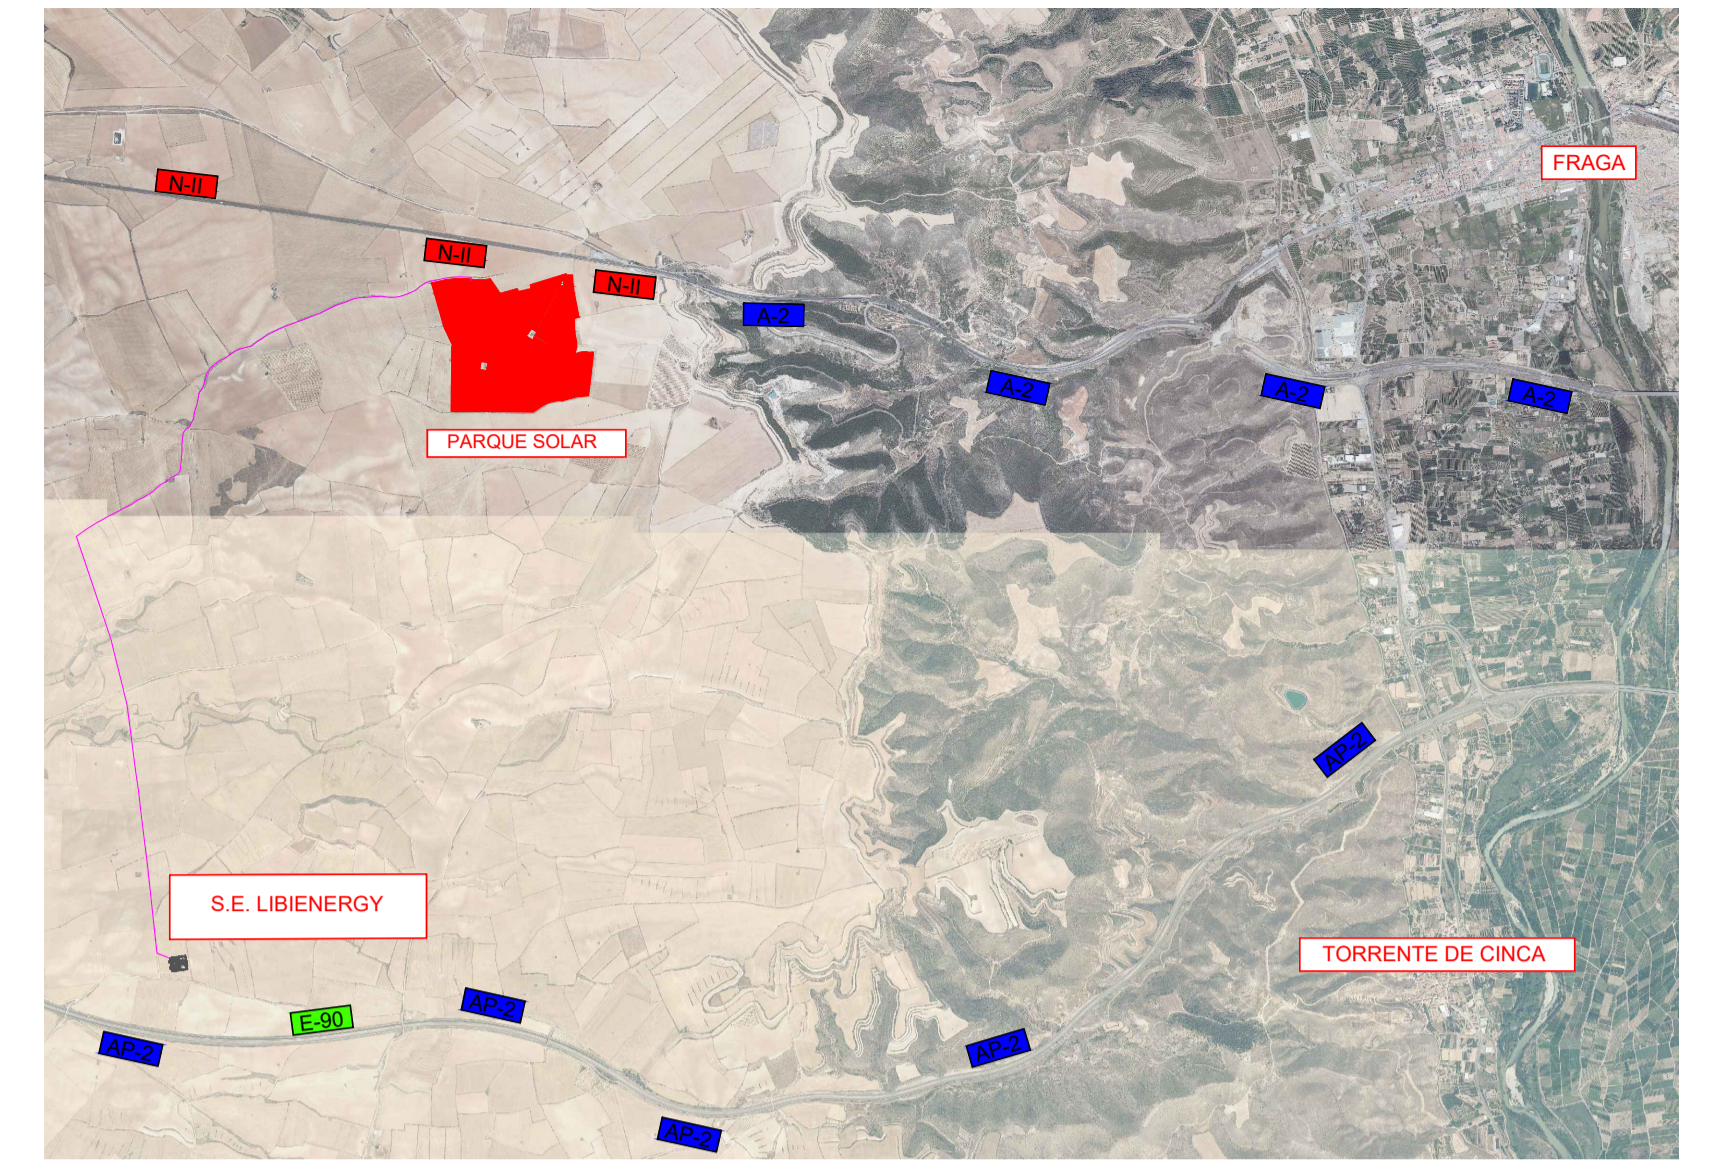 FRAGA
N-II
N-II
N-II
A-2
A-2
A-2
A-2
PARQUE SOLAR
AP-2
S.E. LIBIENERGY
TORRENTE DE CINCA
AP-2
E-90
AP-2
AP-2
AP-2